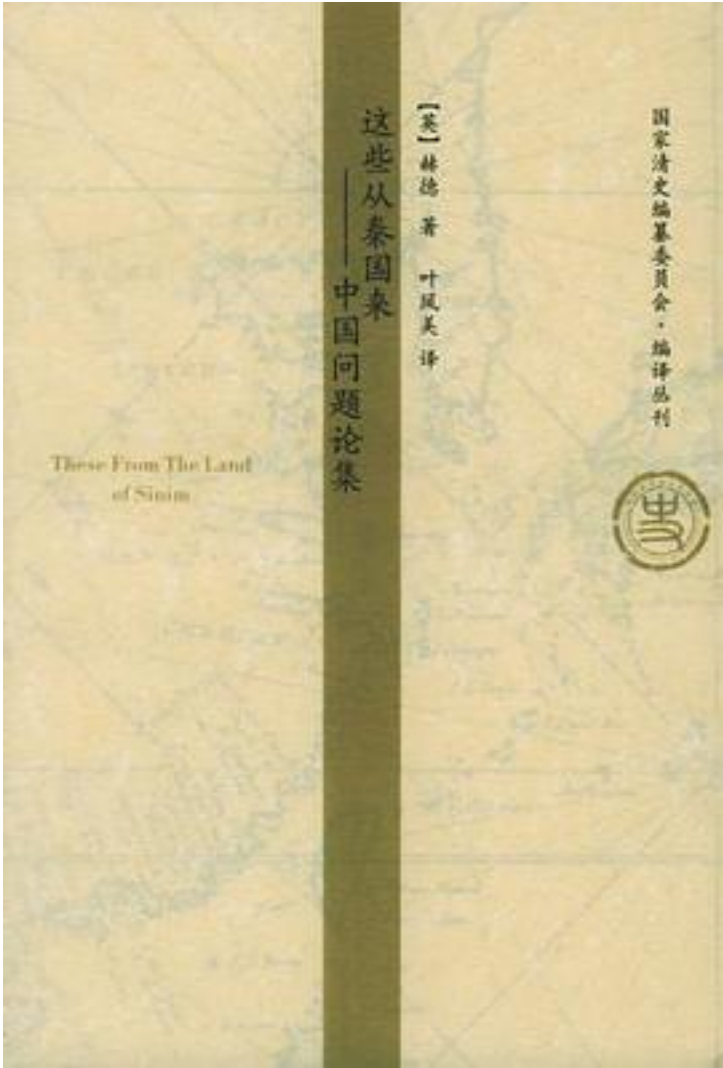 国家清史编纂委员会·编译丛刊
【英】赫德 著 叶凤美 译
这些从秦国来
——中国问题论集
These From The Land
of Sinim
史